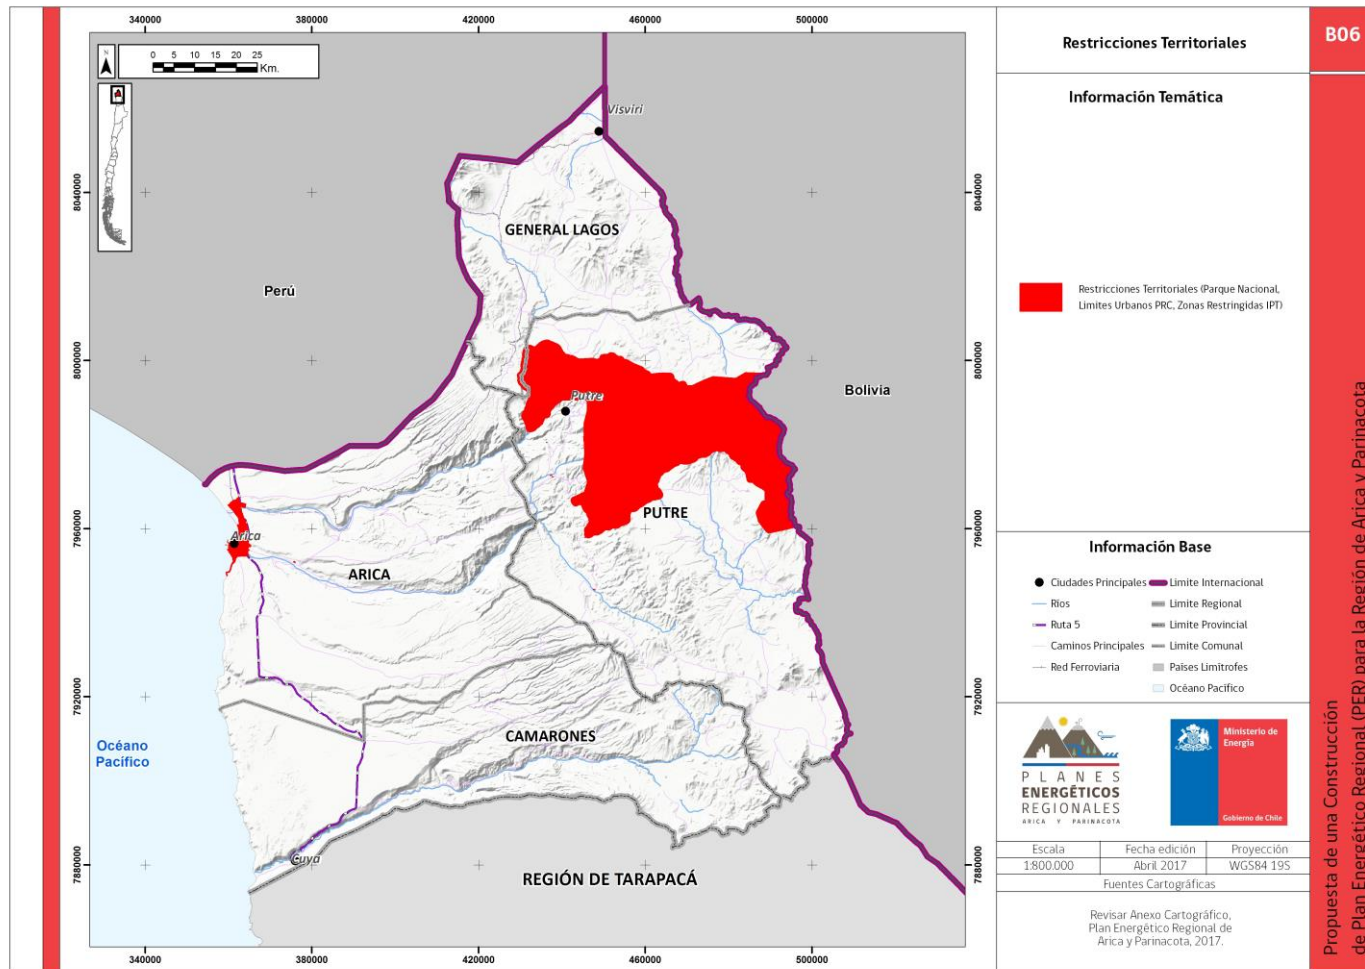 340000
380000
420000
460000
500000
N
0 5 10 15 20 25
Km.
Visviri
8040000
8040000
GENERAL LAGOS
Perú
8000000
8000000
Bolivia
Putre
7960000
7960000
PUTRE
Arica
ARICA
7920000
7920000
CAMARONES
Océano
Pacífico
Cuya
7880000
7880000
REGIÓN DE TARAPACÁ
340000
380000
420000
460000
500000
Restricciones Territoriales
Información Temática
Restricciones Territoriales (Parque Nacional,
Limites Urbanos PRC, Zonas Restringidas IPT)
Información Base
Ciudades Principales
Ríos
Ruta 5
Caminos Principales
Red Ferroviaria
Limite Internacional
Limite Regional
Limite Provincial
Limite Comunal
Países Limitrofes
Océano Pacífico
PLANES
ENERGÉTICOS
REGIONALES
ARICA Y PARINACOTA
Ministerio de
Energía
Gobierno de Chile
Escala Fecha edición Proyección
1:800.000 Abril 2017 WGS84 19S
Fuentes Cartográficas
Revisar Anexo Cartográfico,
Plan Energético Regional de
Arica y Parinacota, 2017.
B06
Propuesta de una Construcción
de Plan Energético Regional (PER) para la Región de Arica y Parinacota